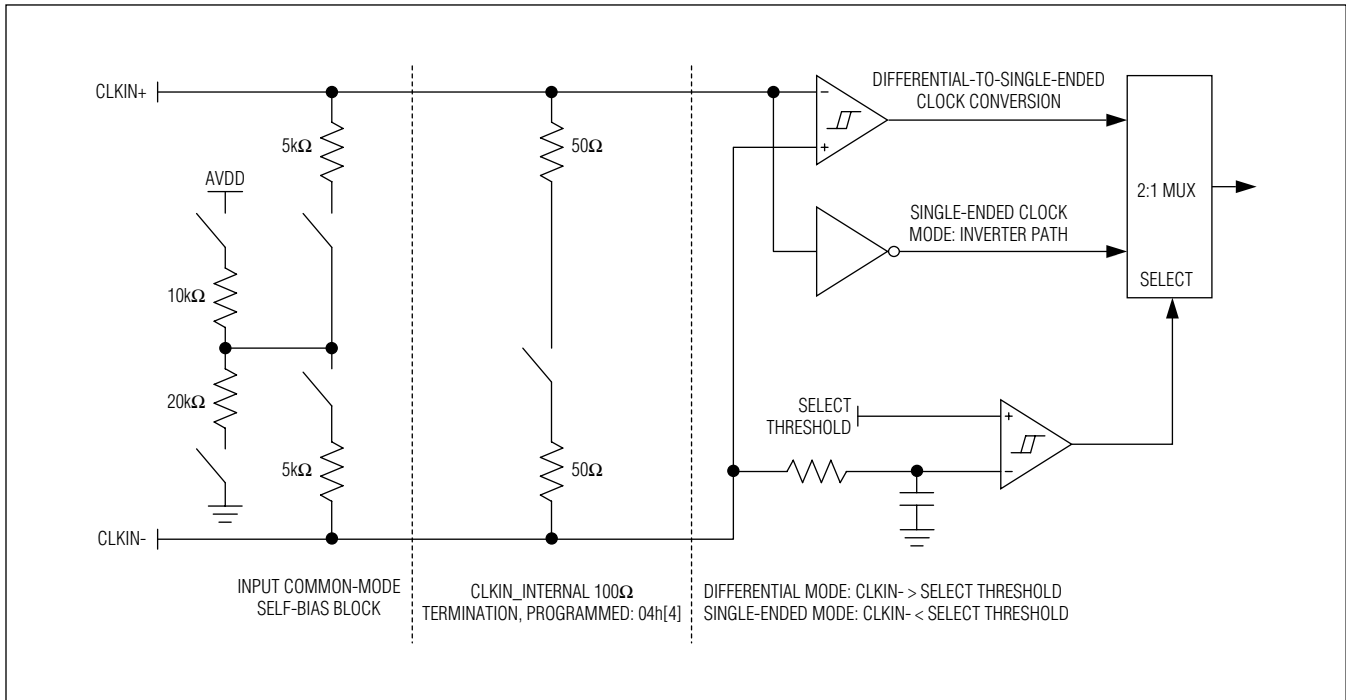 CLKIN+
5kΩ
AVDD
10kΩ
20kΩ
5kΩ
CLKIN-
INPUT COMMON-MODE
SELF-BIAS BLOCK
50Ω
50Ω
CLKIN_INTERNAL 100Ω
TERMINATION, PROGRAMMED: 04h[4]
−
+
DIFFERENTIAL-TO-SINGLE-ENDED
CLOCK CONVERSION
SINGLE-ENDED CLOCK
MODE: INVERTER PATH
2:1 MUX
SELECT
SELECT
THRESHOLD
+
−
DIFFERENTIAL MODE: CLKIN- > SELECT THRESHOLD
SINGLE-ENDED MODE: CLKIN- < SELECT THRESHOLD